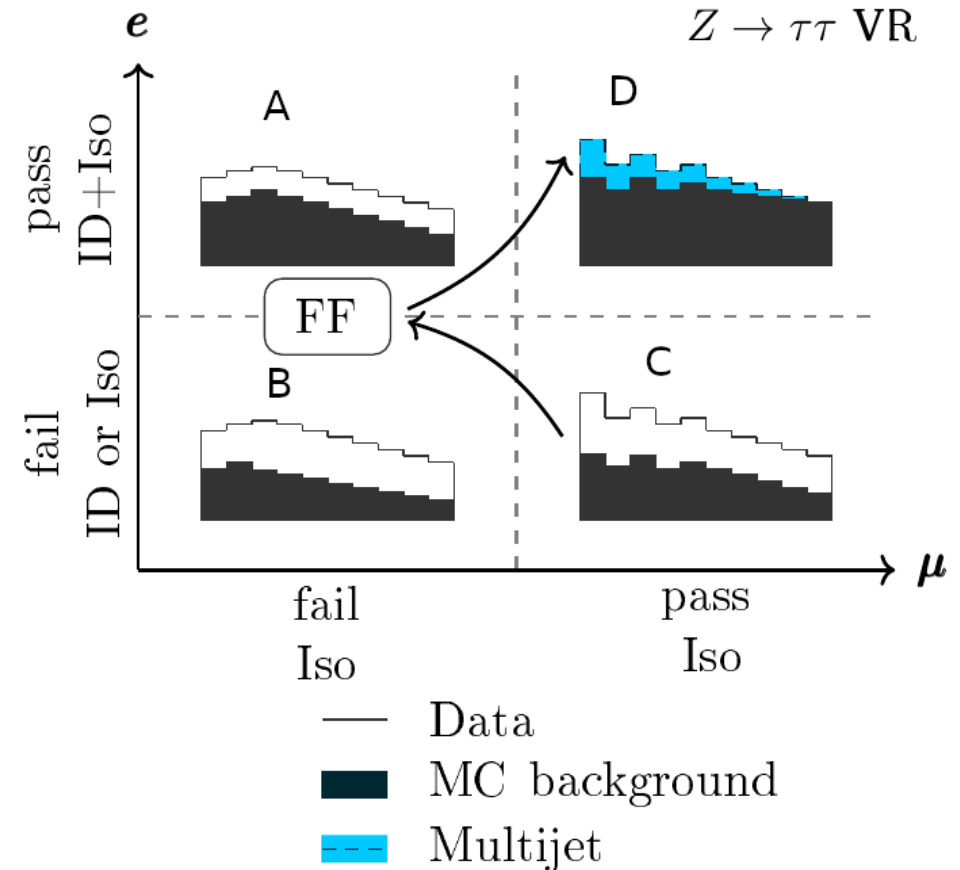 e
Z → ττ VR
A
D
pass
ID+Iso
FF
B
C
fail
ID or Iso
μ
fail
Iso
pass
Iso
Data
MC background
Multijet